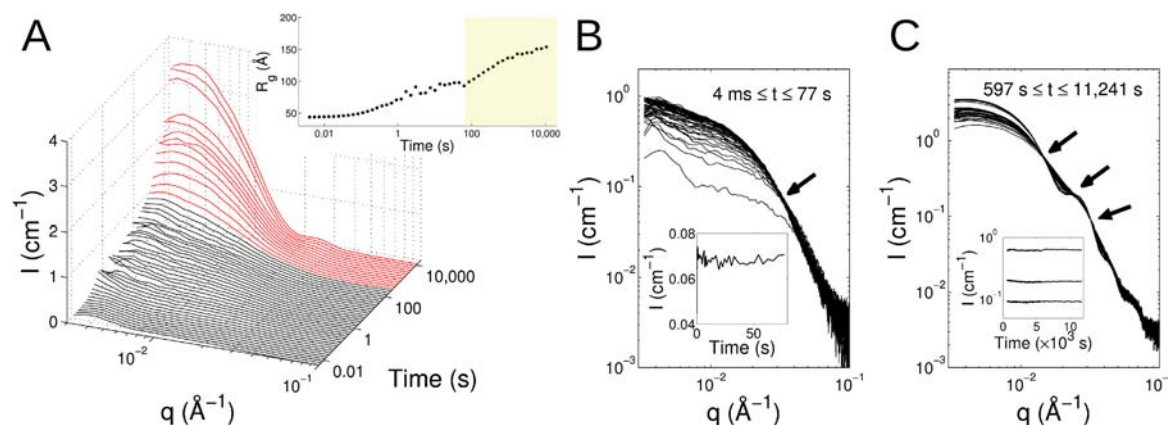 A
200
150
100
50
R_g (Å)
0.01
1
100
10,000
Time (s)
4
3
2
1
0
I (cm⁻¹)
10⁻²
10⁻¹
q (Å⁻¹)
0.01
1
100
10,000
Time (s)
B
4 ms ≤ t ≤ 77 s
10⁰
10⁻¹
10⁻²
10⁻³
I (cm⁻¹)
0.08
0.06
0.04
I (cm⁻¹)
0
50
Time (s)
10⁻²
10⁻¹
q (Å⁻¹)
C
597 s ≤ t ≤ 11,241 s
10⁰
10⁻¹
10⁻²
10⁻³
I (cm⁻¹)
10⁰
10⁻¹
I (cm⁻¹)
0
5
10
Time (×10³ s)
10⁻²
10⁻¹
q (Å⁻¹)